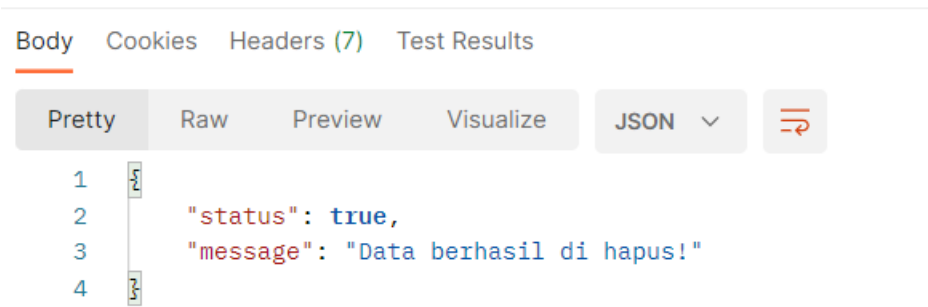 Body Cookies Headers (7) Test Results
Pretty Raw Preview Visualize JSON
1 {
2 "status": true,
3 "message": "Data berhasil di hapus!"
4 }